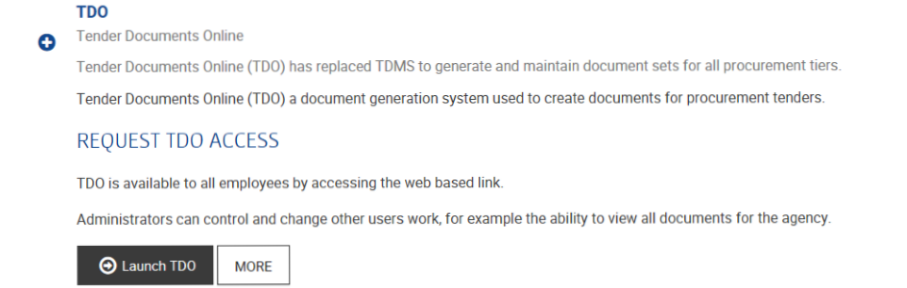 TDO
Tender Documents Online
Tender Documents Online (TDO) has replaced TDMS to generate and maintain document sets for all procurement tiers.
Tender Documents Online (TDO) a document generation system used to create documents for procurement tenders.
REQUEST TDO ACCESS
TDO is available to all employees by accessing the web based link.
Administrators can control and change other users work, for example the ability to view all documents for the agency.
Launch TDO
MORE